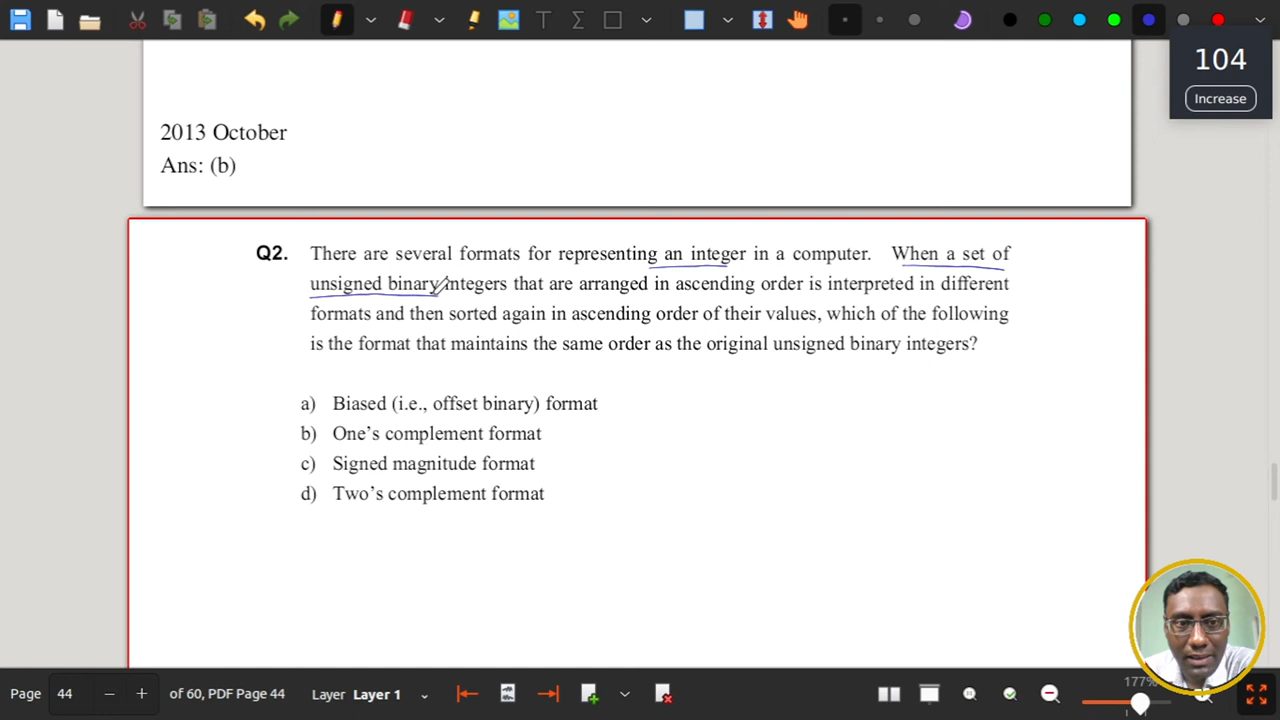 104
Increase
2013 October
Ans: (b)
Q2. There are several formats for representing an integer in a computer. When a set of
unsigned binary integers that are arranged in ascending order is interpreted in different
formats and then sorted again in ascending order of their values, which of the following
is the format that maintains the same order as the original unsigned binary integers?
a) Biased (i.e., offset binary) format
b) One's complement format
c) Signed magnitude format
d) Two's complement format
Page 44 of 60, PDF Page 44 Layer Layer 1 177%